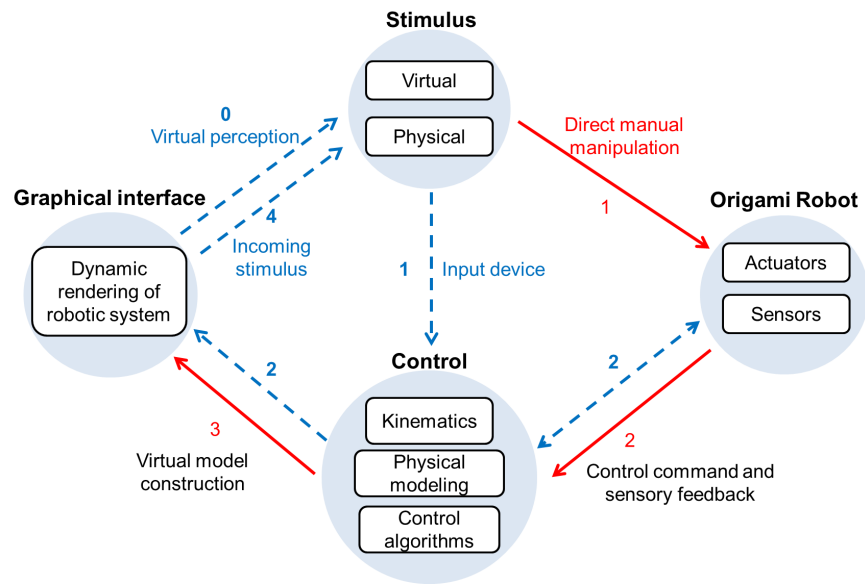 Stimulus
Virtual
Physical
0
Virtual perception
4
Incoming
stimulus
Direct manual
manipulation
1
Graphical interface
Dynamic
rendering of
robotic system
Origami Robot
Actuators
Sensors
1
Input device
Control
Kinematics
Physical
modeling
Control
algorithms
2
3
Virtual model
construction
2
2
Control command and
sensory feedback